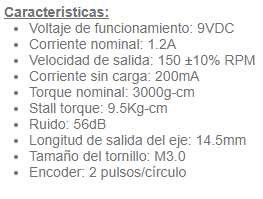 Características:
Voltaje de funcionamiento: 9VDC
Corriente nominal: 1.2A
Velocidad de salida: 150 ±10% RPM
Corriente sin carga: 200mA
Torque nominal: 3000g-cm
Stall torque: 9.5Kg-cm
Ruido: 56dB
Longitud de salida del eje: 14.5mm
Tamaño del tornillo: M3.0
Encoder: 2 pulsos/círculo